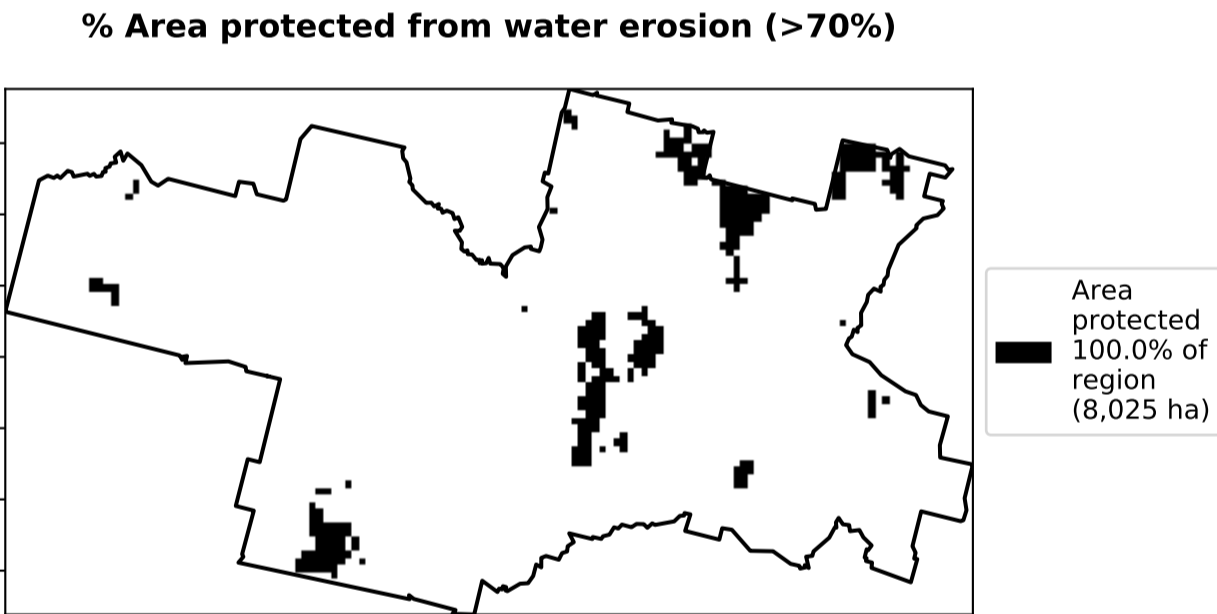 % Area protected from water erosion (>70%)
Area
protected
100.0% of
region
(8,025 ha)